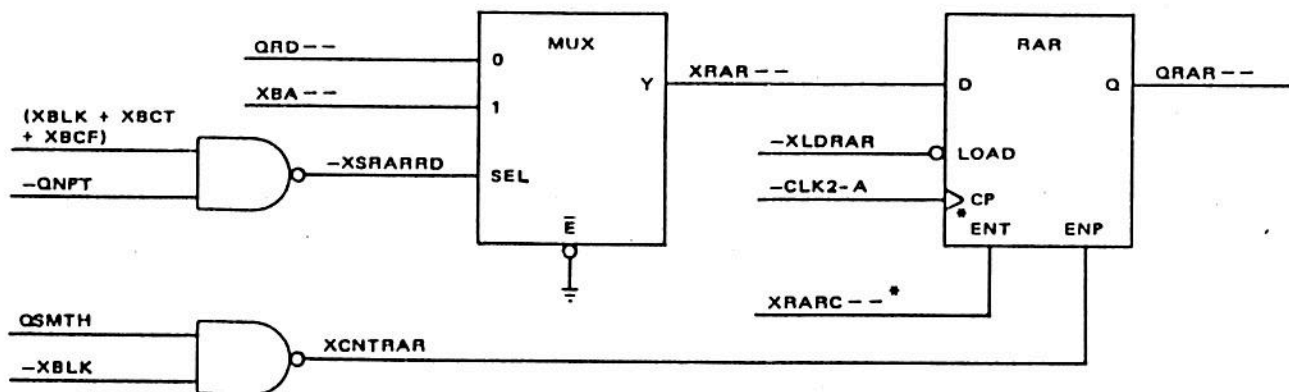 MUX
RAR
QRD--
0
XBA--
1
Y
XRAR--
D
Q
QRAR--
(XBLK + XBCT
+ XBCF)
-QNPT
-XSRARRD
SEL
E̅
-XLDRAR
LOAD
-CLK2-A
CP
*
ENT
ENP
XRARC--*
QSMTH
-XBLK
XCNTRAR